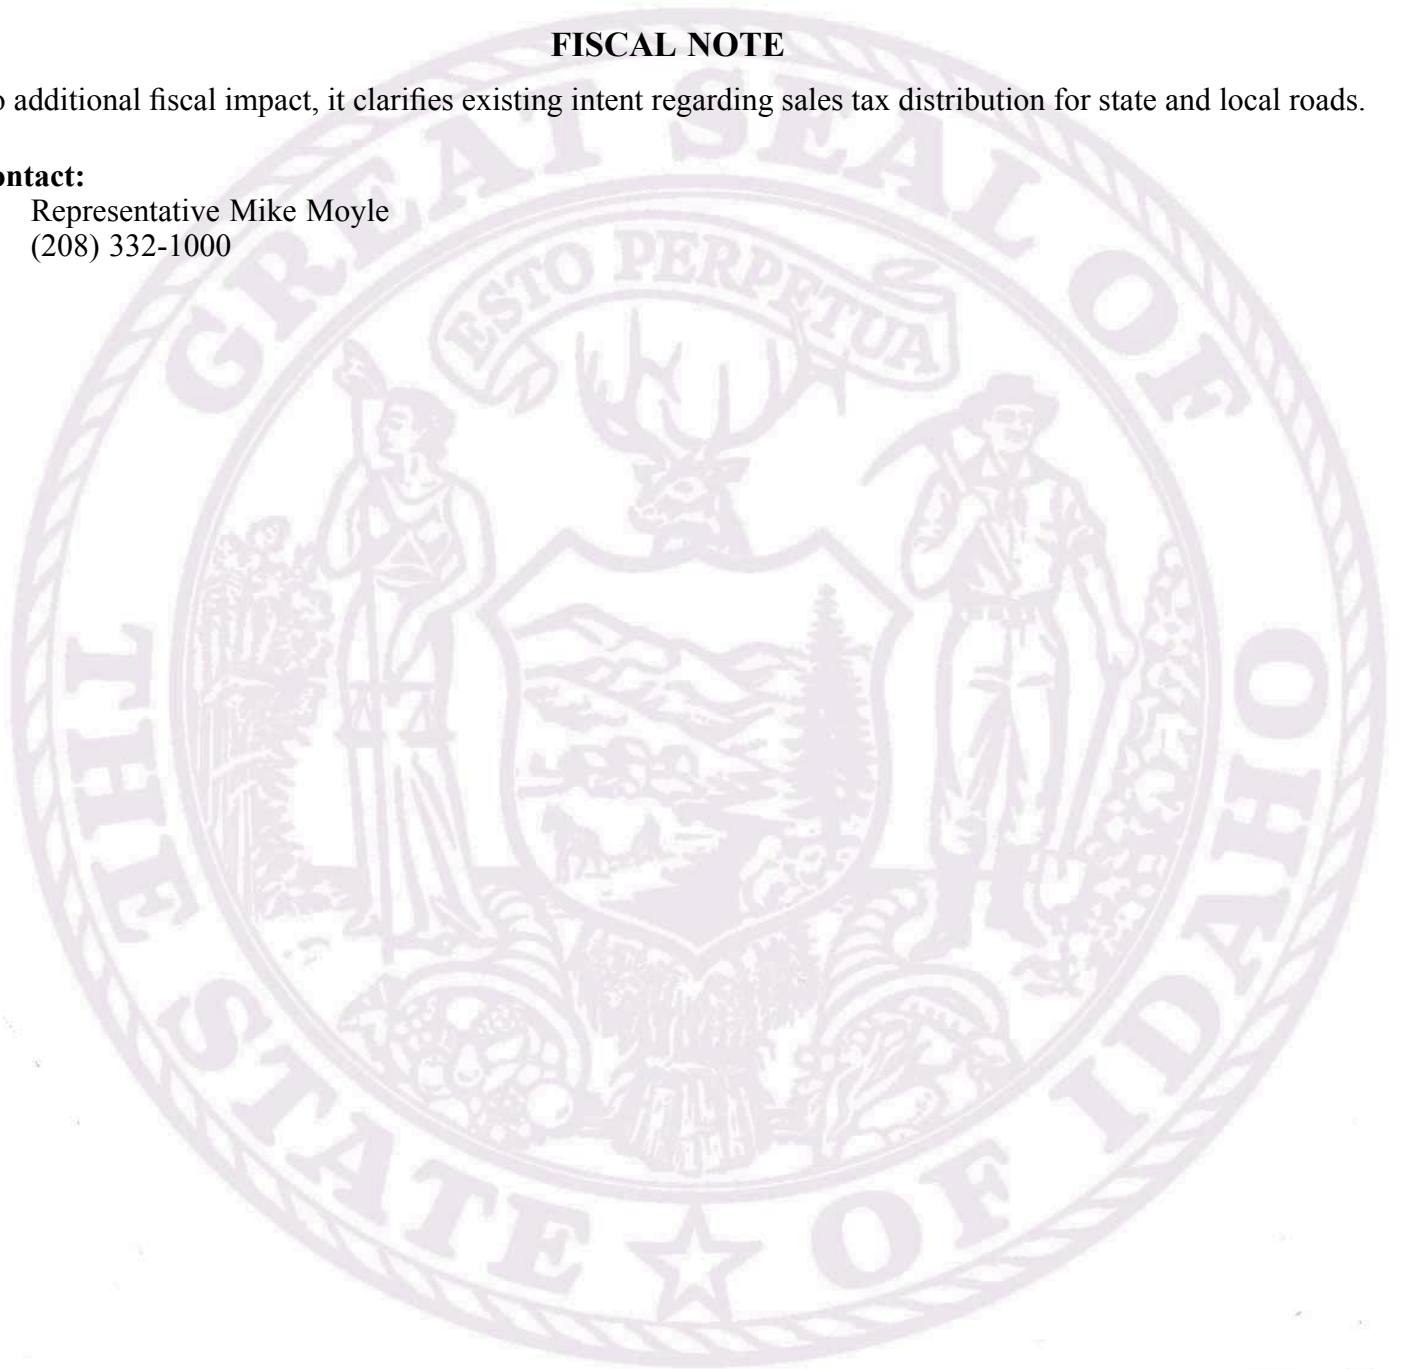 FISCAL NOTE
o additional fiscal impact, it clarifies existing intent regarding sales tax distribution for state and local roads.
ontact:
Representative Mike Moyle
(208) 332-1000
GREAT SEAL OF
THE STATE OF IDAHO
ESTO PERPETUA